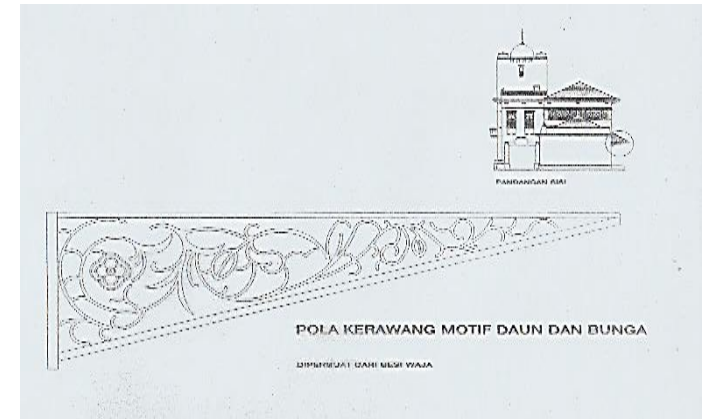 PANDANGAN SISI
POLA KERAWANG MOTIF DAUN DAN BUNGA
DIPERBUAT DARI BESI WAJA